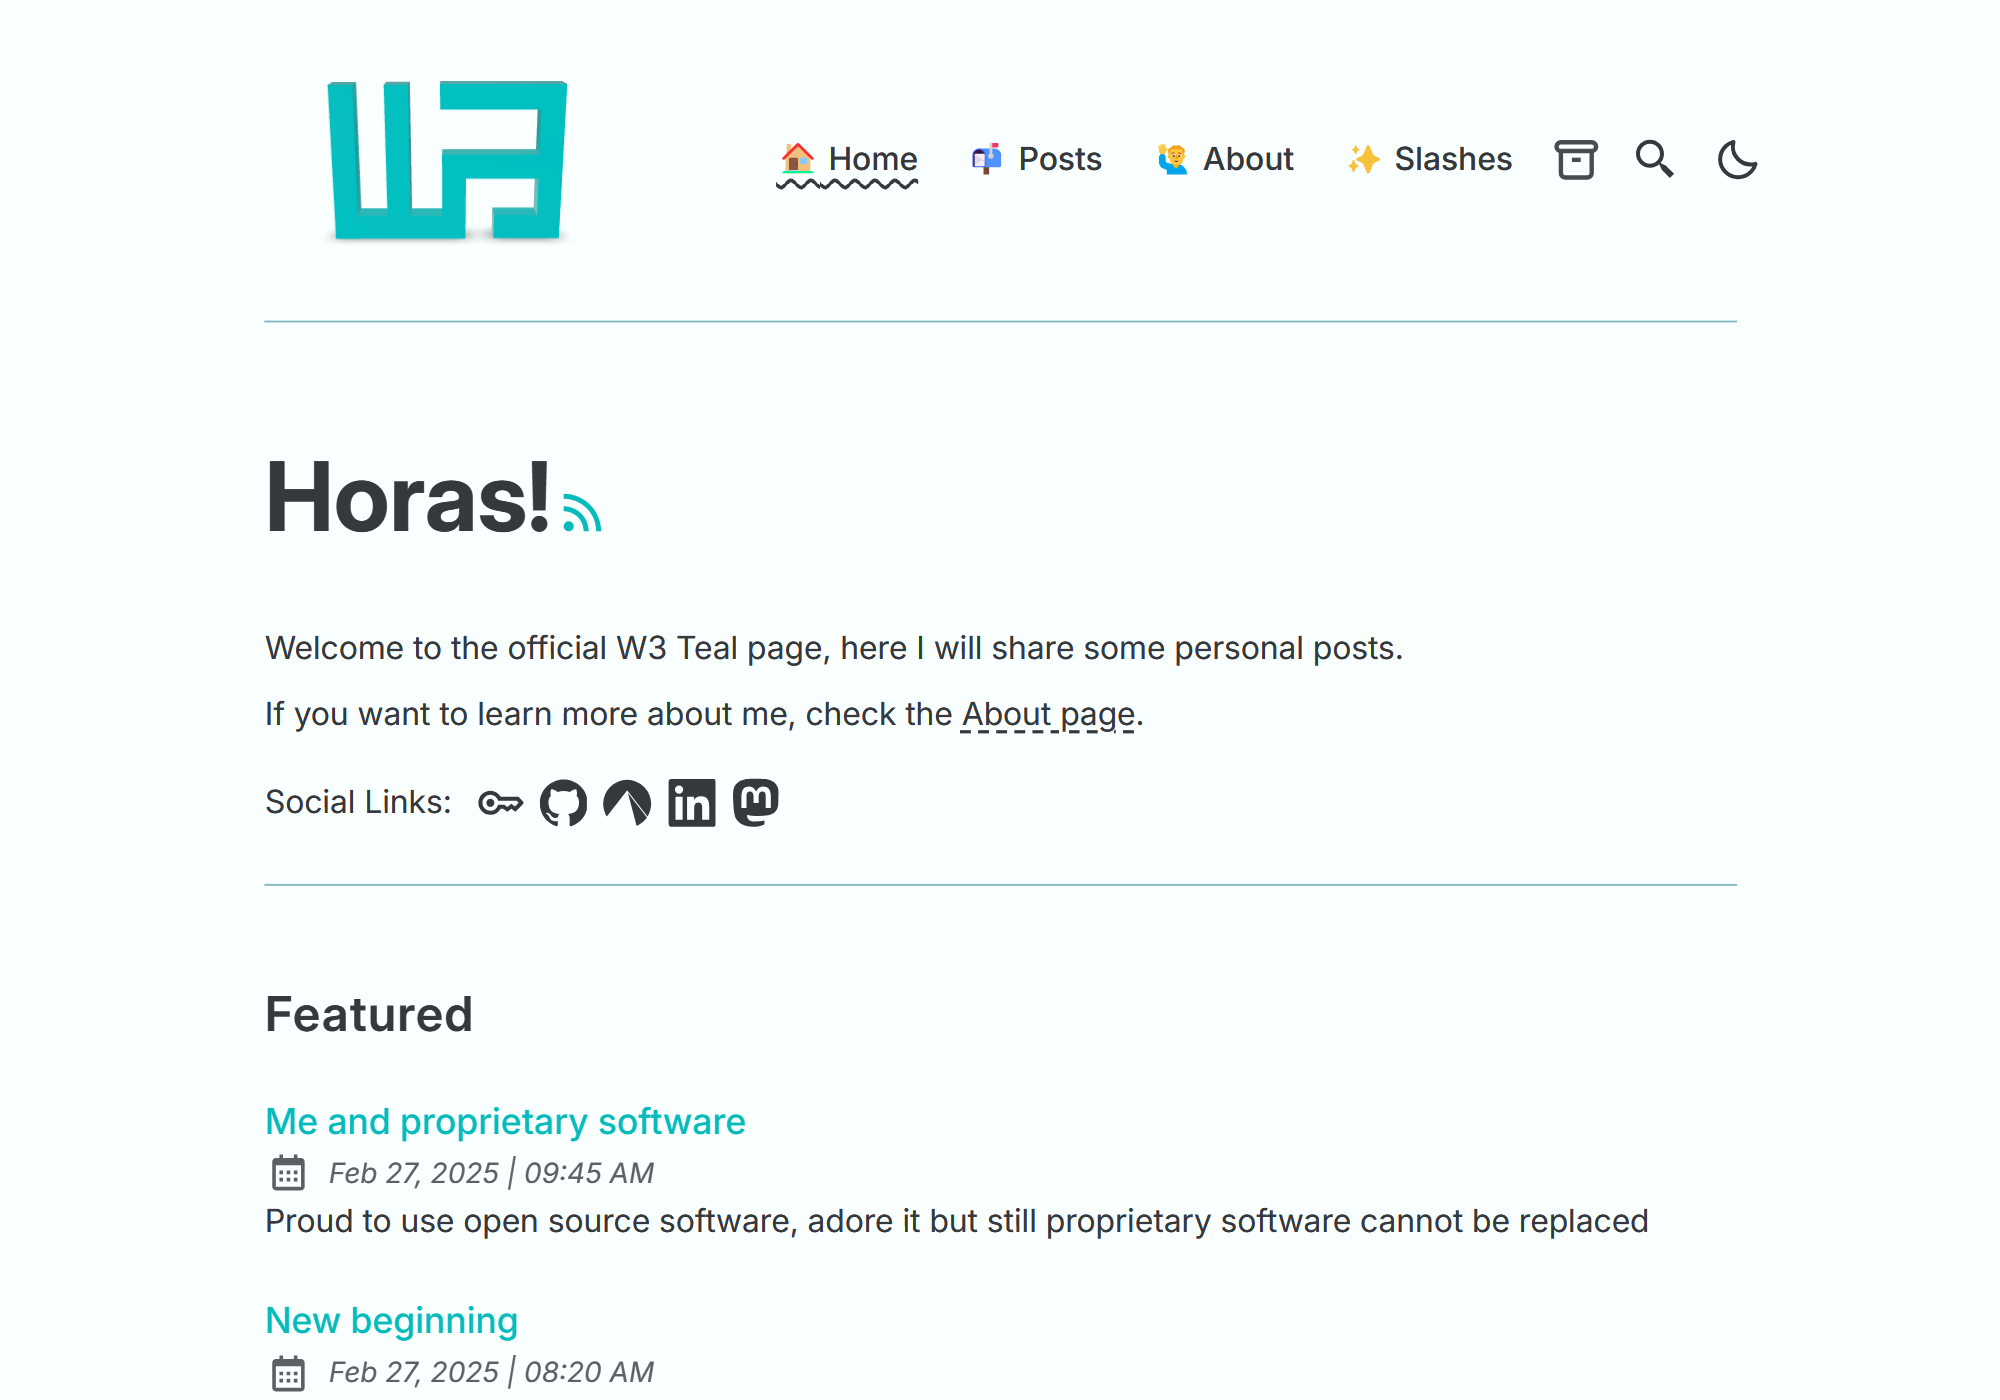 W3
🏠 Home 📬 Posts 🙋 About ✨ Slashes
Horas!
Welcome to the official W3 Teal page, here I will share some personal posts.
If you want to learn more about me, check the About page.
Social Links:
Featured
Me and proprietary software
Feb 27, 2025 | 09:45 AM
Proud to use open source software, adore it but still proprietary software cannot be replaced
New beginning
Feb 27, 2025 | 08:20 AM